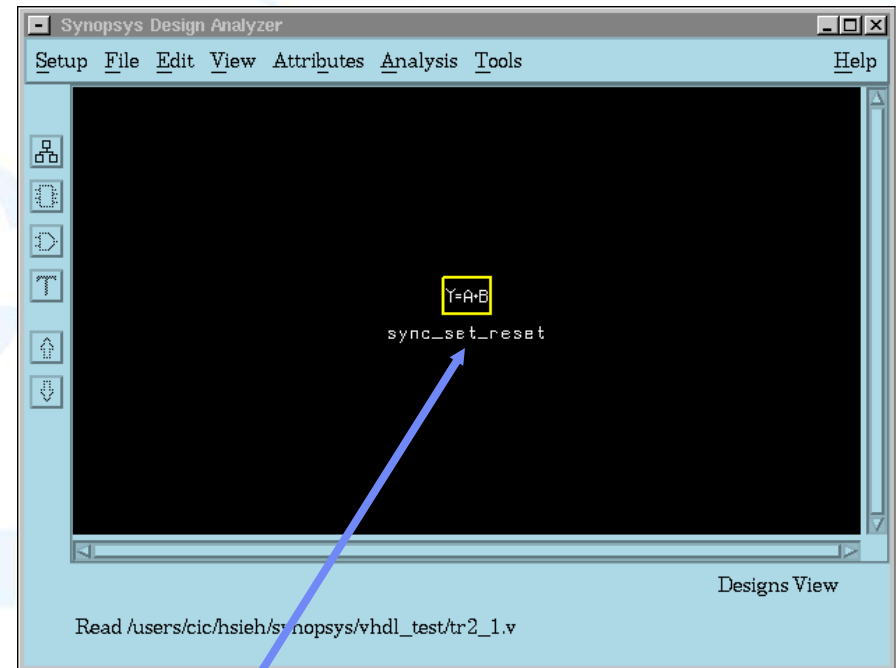 Synopsys Design Analyzer
Setup File Edit View Attributes Analysis Tools Help
Y=A+B
sync_set_reset
Designs View
Read /users/cic/hsieh/synopsys/vhdl_test/tr2_1.v